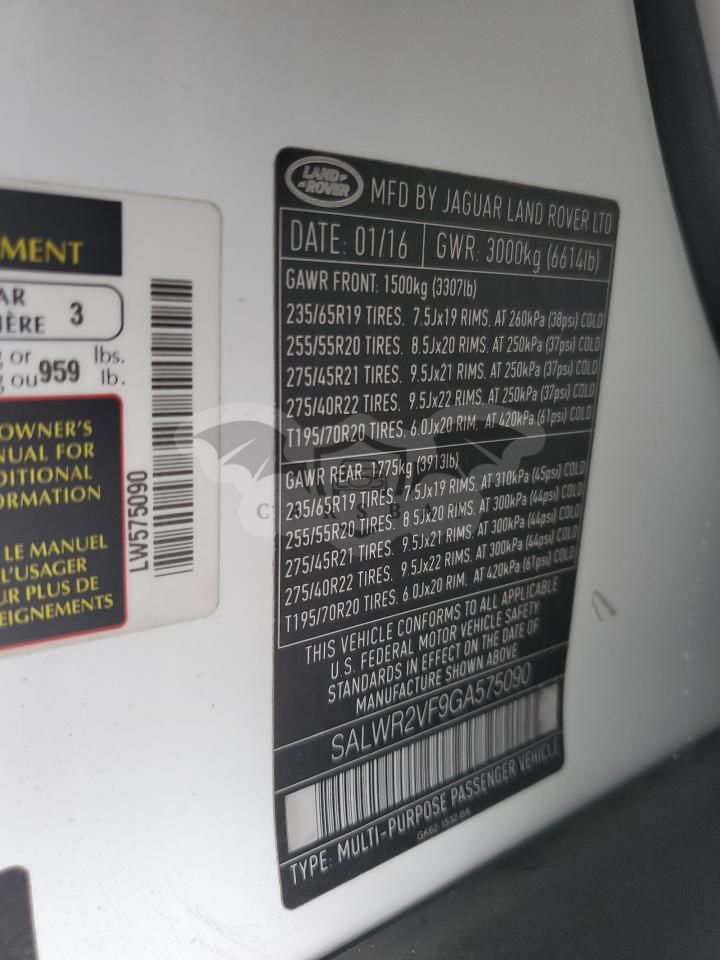 MENT
AR
IÈRE 3
g or lbs.
g ou 959 lb.
OWNER'S
NUAL FOR
DITIONAL
ORMATION
LE MANUEL
L'USAGER
UR PLUS DE
EIGNEMENTS
LW575090
LAND ROVER
MFD BY JAGUAR LAND ROVER LTD
DATE: 01/16 GWR: 3000kg (6614lb)
GAWR FRONT: 1500kg (3307lb)
235/65R19 TIRES. 7.5Jx19 RIMS. AT 260kPa (38psi) COLD
255/55R20 TIRES. 8.5Jx20 RIMS. AT 250kPa (37psi) COLD
275/45R21 TIRES. 9.5Jx21 RIMS. AT 250kPa (37psi) COLD
275/40R22 TIRES. 9.5Jx22 RIMS. AT 250kPa (37psi) COLD
T195/70R20 TIRES. 6.0Jx20 RIM. AT 420kPa (61psi) COLD
GAWR REAR: 1775kg (3913lb)
235/65R19 TIRES. 7.5Jx19 RIMS. AT 310kPa (45psi) COLD
255/55R20 TIRES. 8.5Jx20 RIMS. AT 300kPa (44psi) COLD
275/45R21 TIRES. 9.5Jx21 RIMS. AT 300kPa (44psi) COLD
275/40R22 TIRES. 9.5Jx22 RIMS. AT 300kPa (44psi) COLD
T195/70R20 TIRES. 6.0Jx20 RIM. AT 420kPa (61psi) COLD
THIS VEHICLE CONFORMS TO ALL APPLICABLE
U.S. FEDERAL MOTOR VEHICLE SAFETY
STANDARDS IN EFFECT ON THE DATE OF
MANUFACTURE SHOWN ABOVE
SALWR2VF9GA575090
TYPE: MULTI-PURPOSE PASSENGER VEHICLE
GK62-1532-BA